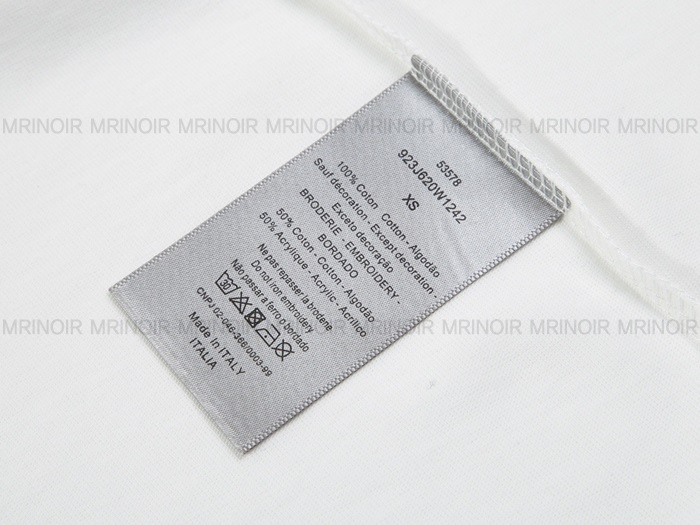 MRINOIR MRINOIR MRINOIR MRINOIR MRINOIR MRINOIR MRINOIR MRINOIR
53578
923J620W1242
XS
100% Coton Cotton - Algodão
Sauf décoration - Except decoration
Exceto decoração
BRODERIE - EMBROIDERY -
BORDADO
50% Coton - Cotton - Algodão
50% Acrylique - Acrylic - Acrílico
Ne pas repasser la broderie
Do not iron embroidery
Não passar a ferro o bordado
30
CNPJ 02-046-366/0003-99
Made in ITALY
ITALIA
MRINOIR MRINOIR MRINOIR MRINOIR MRINOIR MRINOIR MRINOIR MRINOIR